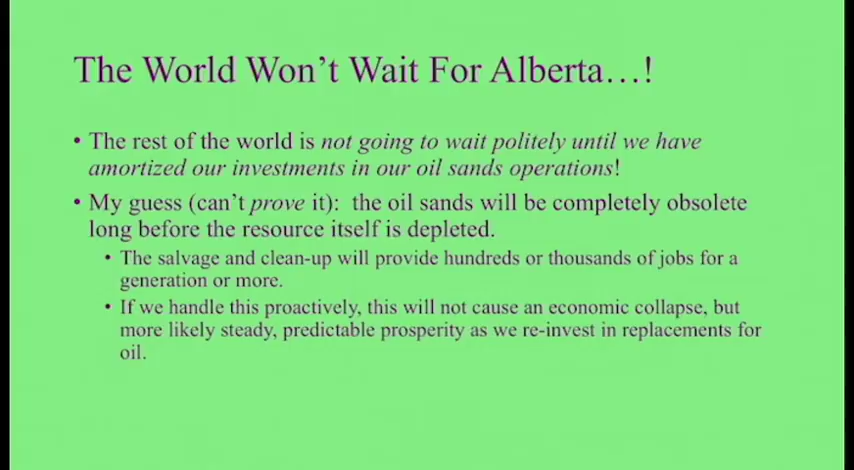 The World Won't Wait For Alberta…!
• The rest of the world is not going to wait politely until we have
amortized our investments in our oil sands operations!
• My guess (can't prove it):  the oil sands will be completely obsolete
long before the resource itself is depleted.
• The salvage and clean-up will provide hundreds or thousands of jobs for a
generation or more.
• If we handle this proactively, this will not cause an economic collapse, but
more likely steady, predictable prosperity as we re-invest in replacements for
oil.